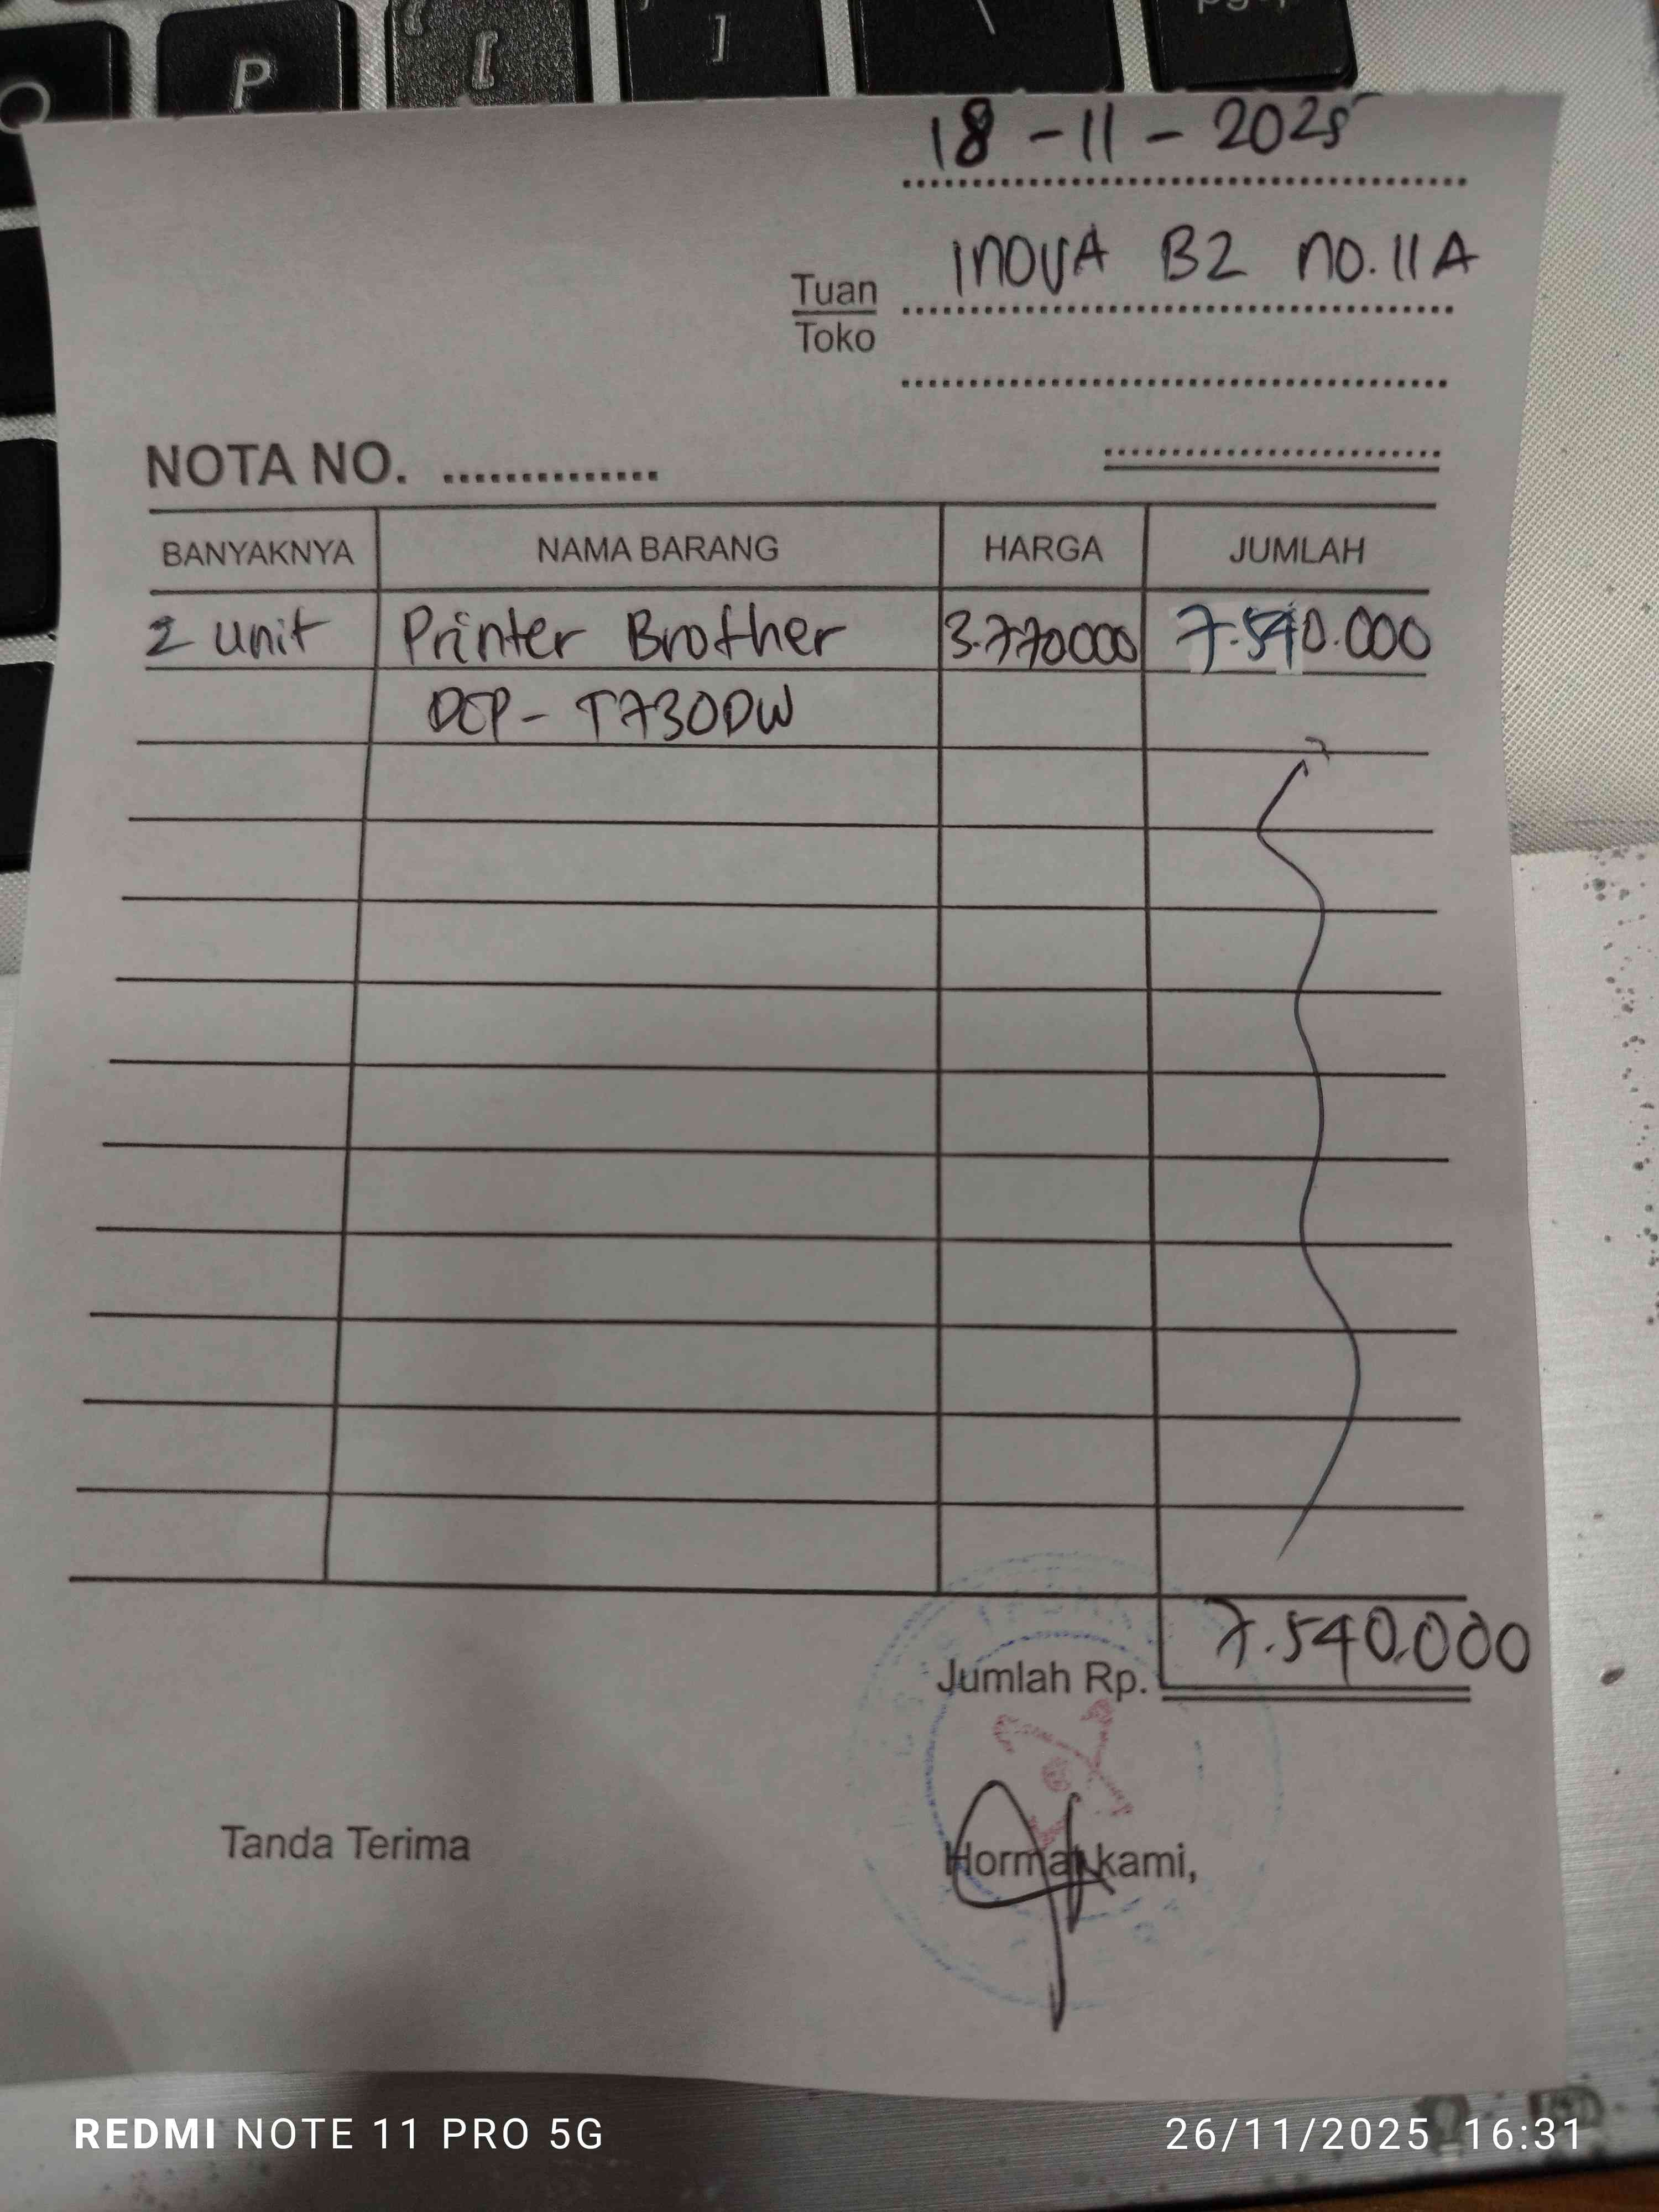 P
[
]
\
18 - 11 - 2025
Tuan INOVA B2 NO. 11 A
Toko
NOTA NO. ..............
BANYAKNYA NAMA BARANG HARGA JUMLAH
2 unit Printer Brother 3.770000 7.540.000
DCP - T730DW
Jumlah Rp. 7.540.000
Tanda Terima Hormat kami,
REDMI NOTE 11 PRO 5G 26/11/2025 16:31